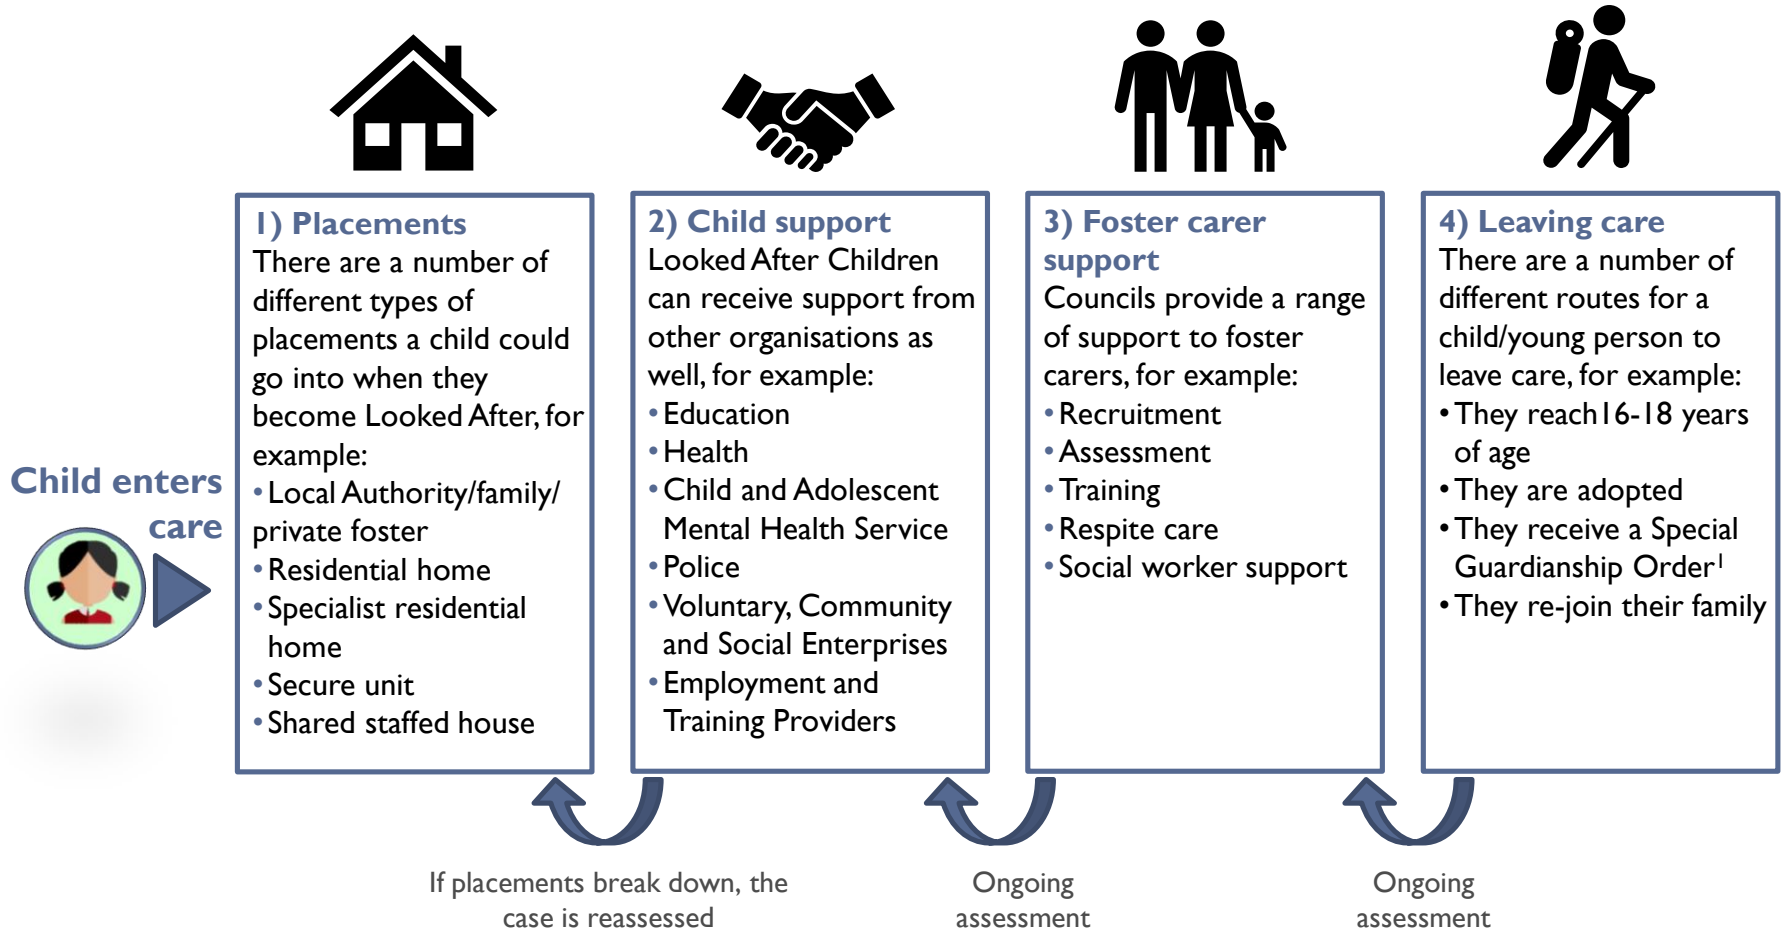 Child enters
care
1) Placements
There are a number of
different types of
placements a child could
go into when they
become Looked After, for
example:
• Local Authority/family/
private foster
• Residential home
• Specialist residential
home
• Secure unit
• Shared staffed house
2) Child support
Looked After Children
can receive support from
other organisations as
well, for example:
• Education
• Health
• Child and Adolescent
Mental Health Service
• Police
• Voluntary, Community
and Social Enterprises
• Employment and
Training Providers
3) Foster carer
support
Councils provide a range
of support to foster
carers, for example:
• Recruitment
• Assessment
• Training
• Respite care
• Social worker support
4) Leaving care
There are a number of
different routes for a
child/young person to
leave care, for example:
• They reach16-18 years
of age
• They are adopted
• They receive a Special
Guardianship Order¹
• They re-join their family
If placements break down, the
case is reassessed
Ongoing
assessment
Ongoing
assessment